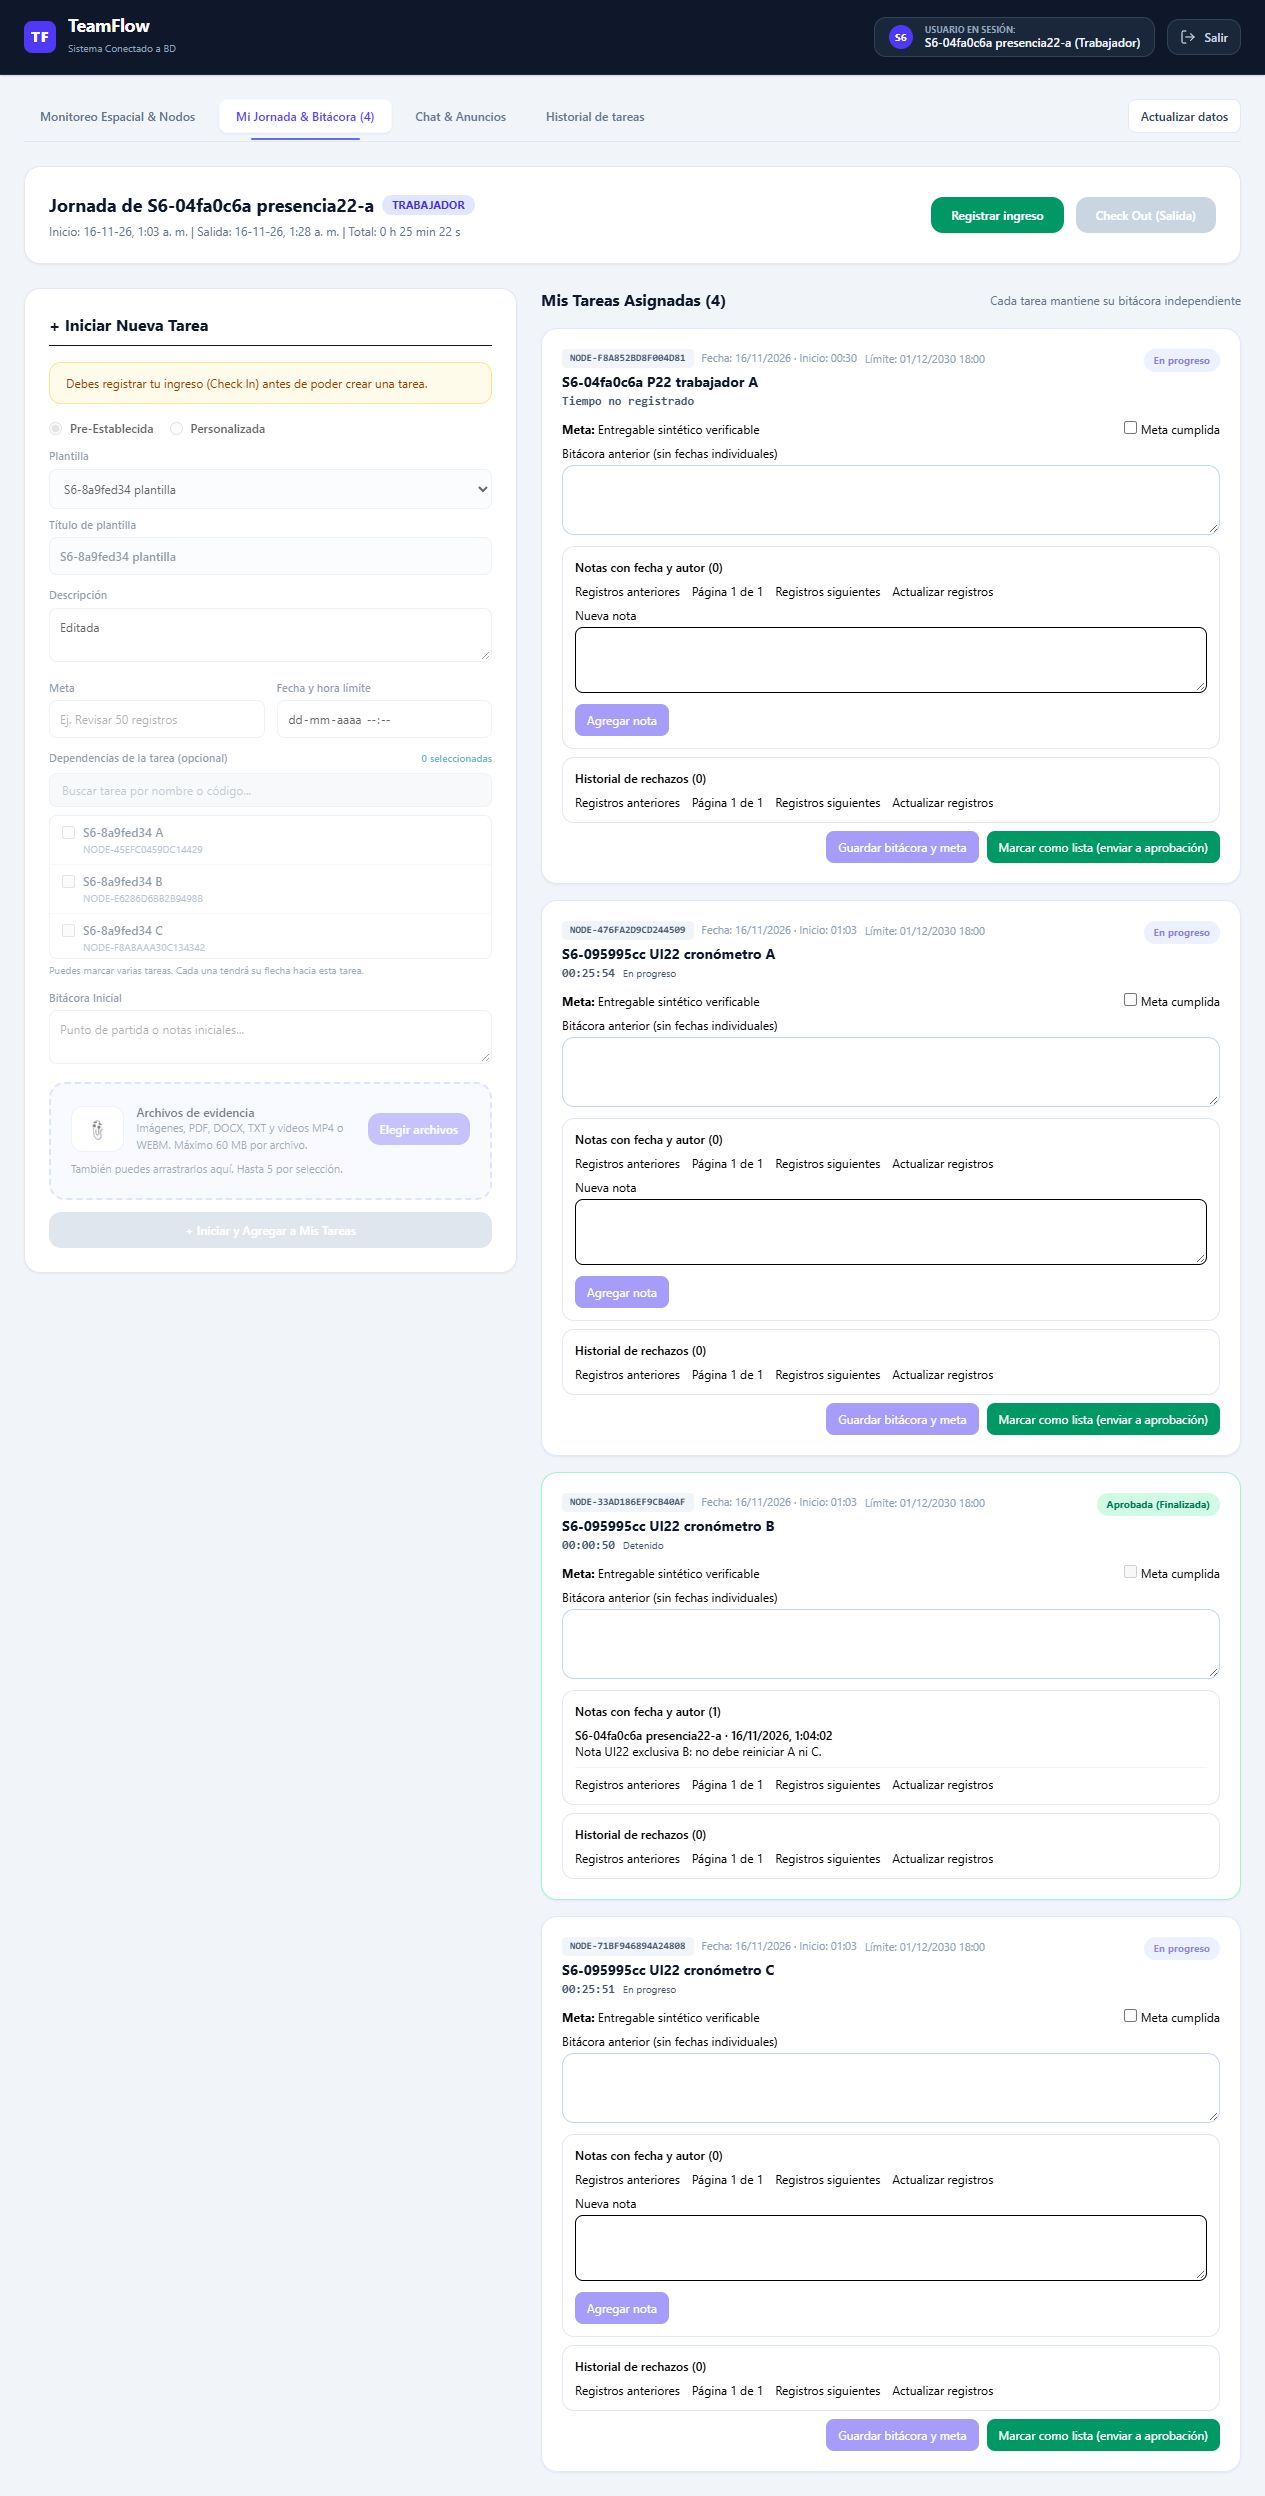 TF
TeamFlow
Sistema Conectado a BD
S6
USUARIO EN SESIÓN:
S6-04fa0c6a presencia22-a (Trabajador)
Salir
Monitoreo Espacial & Nodos
Mi Jornada & Bitácora (4)
Chat & Anuncios
Historial de tareas
Actualizar datos
Jornada de S6-04fa0c6a presencia22-a TRABAJADOR
Inicio: 16-11-26, 1:03 a. m. | Salida: 16-11-26, 1:28 a. m. | Total: 0 h 25 min 22 s
Registrar ingreso
Check Out (Salida)
+ Iniciar Nueva Tarea
Debes registrar tu ingreso (Check In) antes de poder crear una tarea.
Pre-Establecida
Personalizada
Plantilla
S6-8a9fed34 plantilla
Título de plantilla
S6-8a9fed34 plantilla
Descripción
Editada
Meta
Fecha y hora límite
Ej. Revisar 50 registros
dd-mm-aaaa --:--
Dependencias de la tarea (opcional)
0 seleccionadas
Buscar tarea por nombre o código...
S6-8a9fed34 A
NODE-45EFC0459DC14429
S6-8a9fed34 B
NODE-E6286D6BB2B9498B
S6-8a9fed34 C
NODE-F8ABAAA30C134342
Puedes marcar varias tareas. Cada una tendrá su flecha hacia esta tarea.
Bitácora Inicial
Punto de partida o notas iniciales...
Archivos de evidencia
Imágenes, PDF, DOCX, TXT y videos MP4 o
WEBM. Máximo 60 MB por archivo.
Elegir archivos
También puedes arrastrarlos aquí. Hasta 5 por selección.
+ Iniciar y Agregar a Mis Tareas
Mis Tareas Asignadas (4)
Cada tarea mantiene su bitácora independiente
NODE-F8A852BD8F004D81 Fecha: 16/11/2026 · Inicio: 00:30 Límite: 01/12/2030 18:00
En progreso
S6-04fa0c6a P22 trabajador A
Tiempo no registrado
Meta: Entregable sintético verificable
Meta cumplida
Bitácora anterior (sin fechas individuales)
Notas con fecha y autor (0)
Registros anteriores Página 1 de 1 Registros siguientes Actualizar registros
Nueva nota
Agregar nota
Historial de rechazos (0)
Registros anteriores Página 1 de 1 Registros siguientes Actualizar registros
Guardar bitácora y meta
Marcar como lista (enviar a aprobación)
NODE-476FA2D9CD244509 Fecha: 16/11/2026 · Inicio: 01:03 Límite: 01/12/2030 18:00
En progreso
S6-095995cc UI22 cronómetro A
00:25:54 En progreso
Meta: Entregable sintético verificable
Meta cumplida
Bitácora anterior (sin fechas individuales)
Notas con fecha y autor (0)
Registros anteriores Página 1 de 1 Registros siguientes Actualizar registros
Nueva nota
Agregar nota
Historial de rechazos (0)
Registros anteriores Página 1 de 1 Registros siguientes Actualizar registros
Guardar bitácora y meta
Marcar como lista (enviar a aprobación)
NODE-33AD186EF9CB40AF Fecha: 16/11/2026 · Inicio: 01:03 Límite: 01/12/2030 18:00
Aprobada (Finalizada)
S6-095995cc UI22 cronómetro B
00:00:50 Detenido
Meta: Entregable sintético verificable
Meta cumplida
Bitácora anterior (sin fechas individuales)
Notas con fecha y autor (1)
S6-04fa0c6a presencia22-a · 16/11/2026, 1:04:02
Nota UI22 exclusiva B: no debe reiniciar A ni C.
Registros anteriores Página 1 de 1 Registros siguientes Actualizar registros
Historial de rechazos (0)
Registros anteriores Página 1 de 1 Registros siguientes Actualizar registros
NODE-71BF946894A24808 Fecha: 16/11/2026 · Inicio: 01:03 Límite: 01/12/2030 18:00
En progreso
S6-095995cc UI22 cronómetro C
00:25:51 En progreso
Meta: Entregable sintético verificable
Meta cumplida
Bitácora anterior (sin fechas individuales)
Notas con fecha y autor (0)
Registros anteriores Página 1 de 1 Registros siguientes Actualizar registros
Nueva nota
Agregar nota
Historial de rechazos (0)
Registros anteriores Página 1 de 1 Registros siguientes Actualizar registros
Guardar bitácora y meta
Marcar como lista (enviar a aprobación)